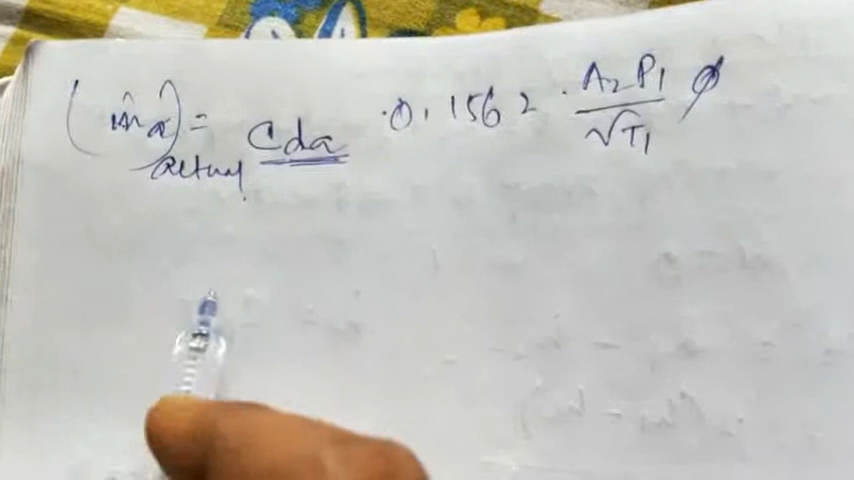 (ṁa)actual = Cda · 0.1562 · A₂P₁/√T₁ ϕ